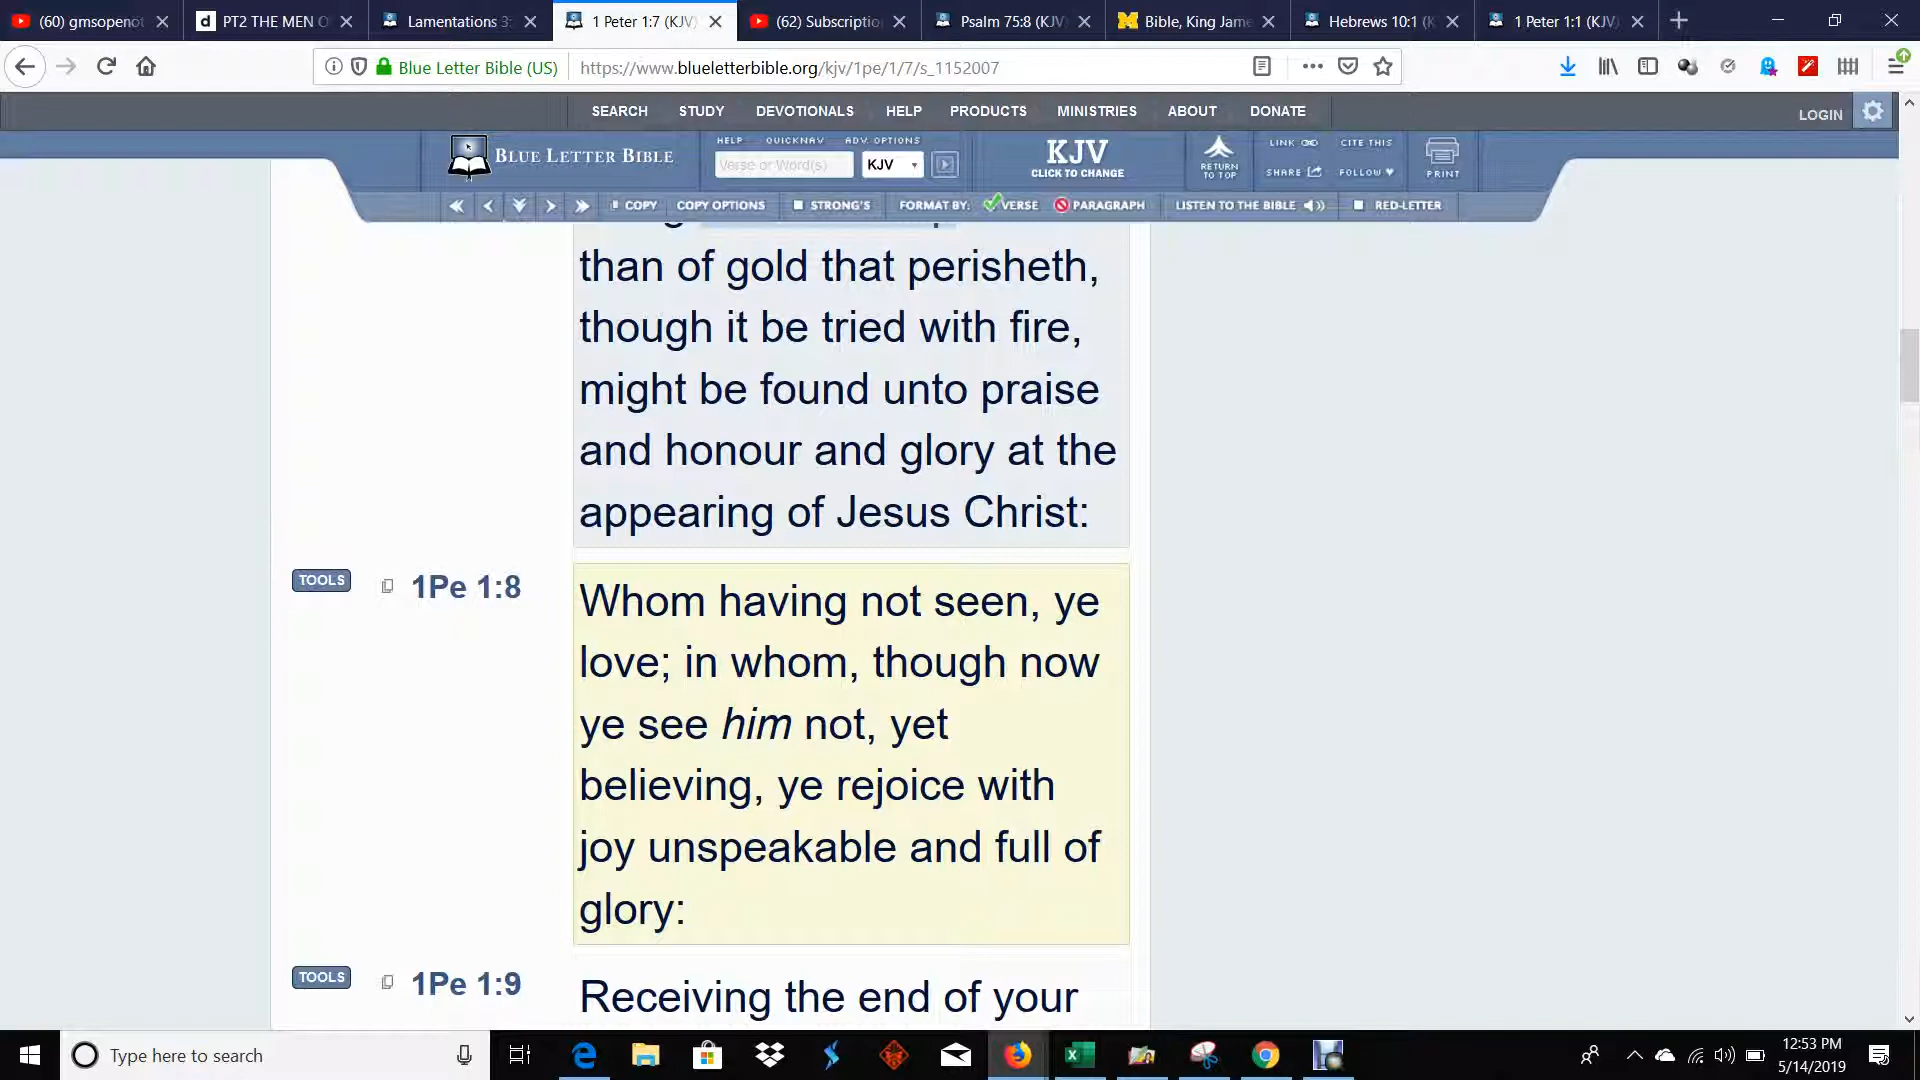 (60) gmsopeno
PT2 THE MEN O
Lamentations 3:
1 Peter 1:7 (KJV)
(62) Subscriptio
Psalm 75:8 (KJV)
Bible, King Jame
Hebrews 10:1 (K
1 Peter 1:1 (KJV)
Blue Letter Bible (US)
https://www.blueletterbible.org/kjv/1pe/1/7/s_1152007
SEARCH STUDY DEVOTIONALS HELP PRODUCTS MINISTRIES ABOUT DONATE
LOGIN
BLUE LETTER BIBLE
HELP QUICKNAV ADV. OPTIONS
Verse or Word(s)
KJV
KJV
CLICK TO CHANGE
RETURN
TO TOP
LINK CITE THIS
SHARE FOLLOW
PRINT
COPY COPY OPTIONS STRONG'S FORMAT BY: VERSE PARAGRAPH LISTEN TO THE BIBLE RED-LETTER
than of gold that perisheth,
though it be tried with fire,
might be found unto praise
and honour and glory at the
appearing of Jesus Christ:
TOOLS 1Pe 1:8
Whom having not seen, ye
love; in whom, though now
ye see him not, yet
believing, ye rejoice with
joy unspeakable and full of
glory:
TOOLS 1Pe 1:9
Receiving the end of your
Type here to search
12:53 PM
5/14/2019